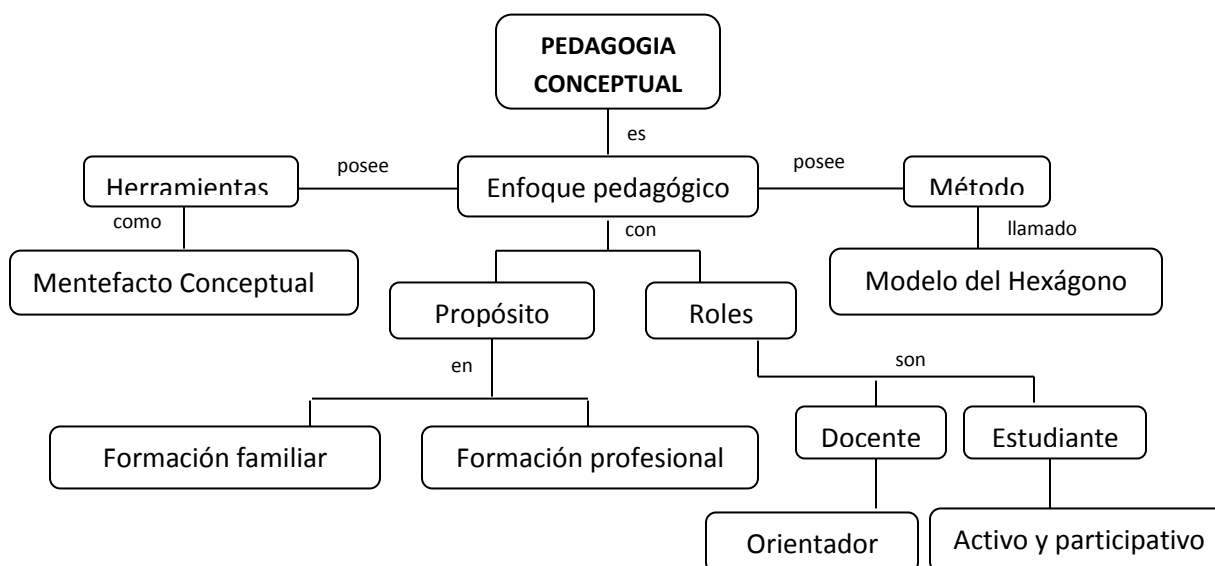 PEDAGOGIA
CONCEPTUAL
es
Herramientas
posee
Enfoque pedagógico
posee
Método
como
con
llamado
Mentefacto Conceptual
Modelo del Hexágono
Propósito
Roles
en
son
Formación familiar
Formación profesional
Docente
Estudiante
Orientador
Activo y participativo